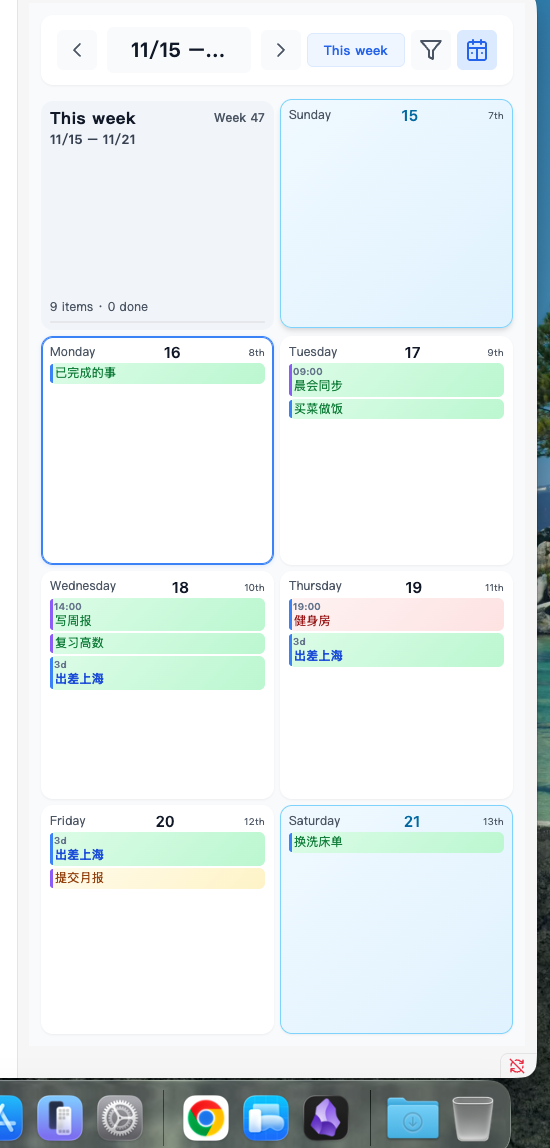 11/15 —...
This week
This week
Week 47
11/15 — 11/21
9 items · 0 done
Sunday
15
7th
Monday
16
8th
已完成的事
Tuesday
17
9th
09:00
晨会同步
买菜做饭
Wednesday
18
10th
14:00
写周报
复习高数
3d
出差上海
Thursday
19
11th
19:00
健身房
3d
出差上海
Friday
20
12th
3d
出差上海
提交月报
Saturday
21
13th
换洗床单